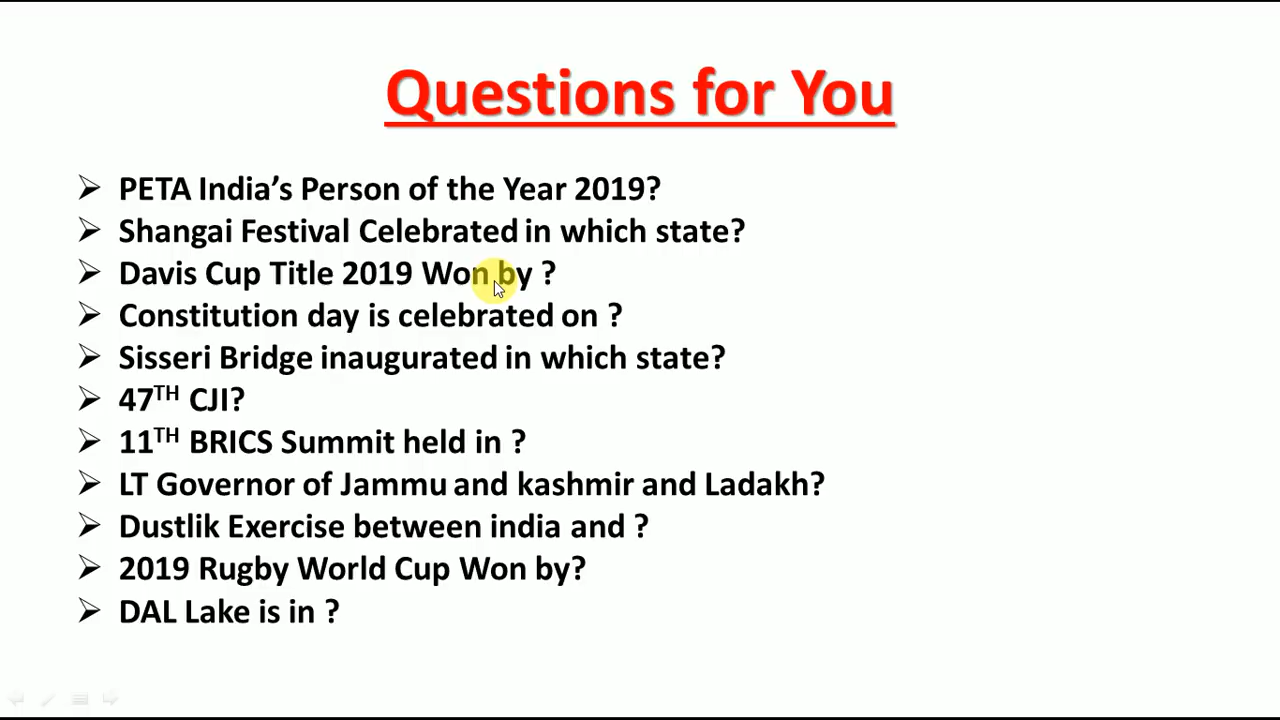 Questions for You
➢ PETA India’s Person of the Year 2019?
➢ Shangai Festival Celebrated in which state?
➢ Davis Cup Title 2019 Won by ?
➢ Constitution day is celebrated on ?
➢ Sisseri Bridge inaugurated in which state?
➢ 47TH CJI?
➢ 11TH BRICS Summit held in ?
➢ LT Governor of Jammu and kashmir and Ladakh?
➢ Dustlik Exercise between india and ?
➢ 2019 Rugby World Cup Won by?
➢ DAL Lake is in ?